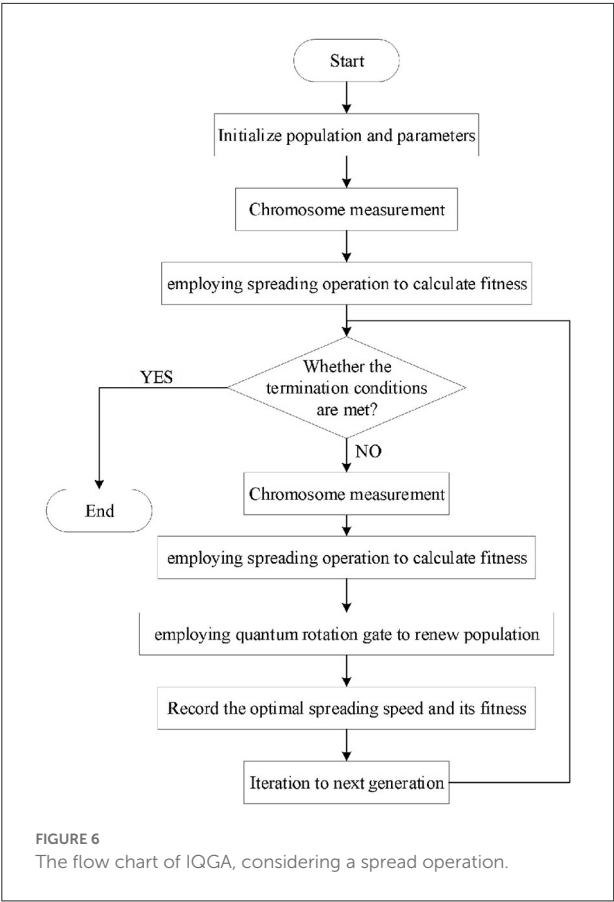 Start
Initialize population and parameters
Chromosome measurement
employing spreading operation to calculate fitness
Whether the
termination conditions
are met?
YES
NO
End
Chromosome measurement
employing spreading operation to calculate fitness
employing quantum rotation gate to renew population
Record the optimal spreading speed and its fitness
Iteration to next generation
FIGURE 6
The flow chart of IQGA, considering a spread operation.